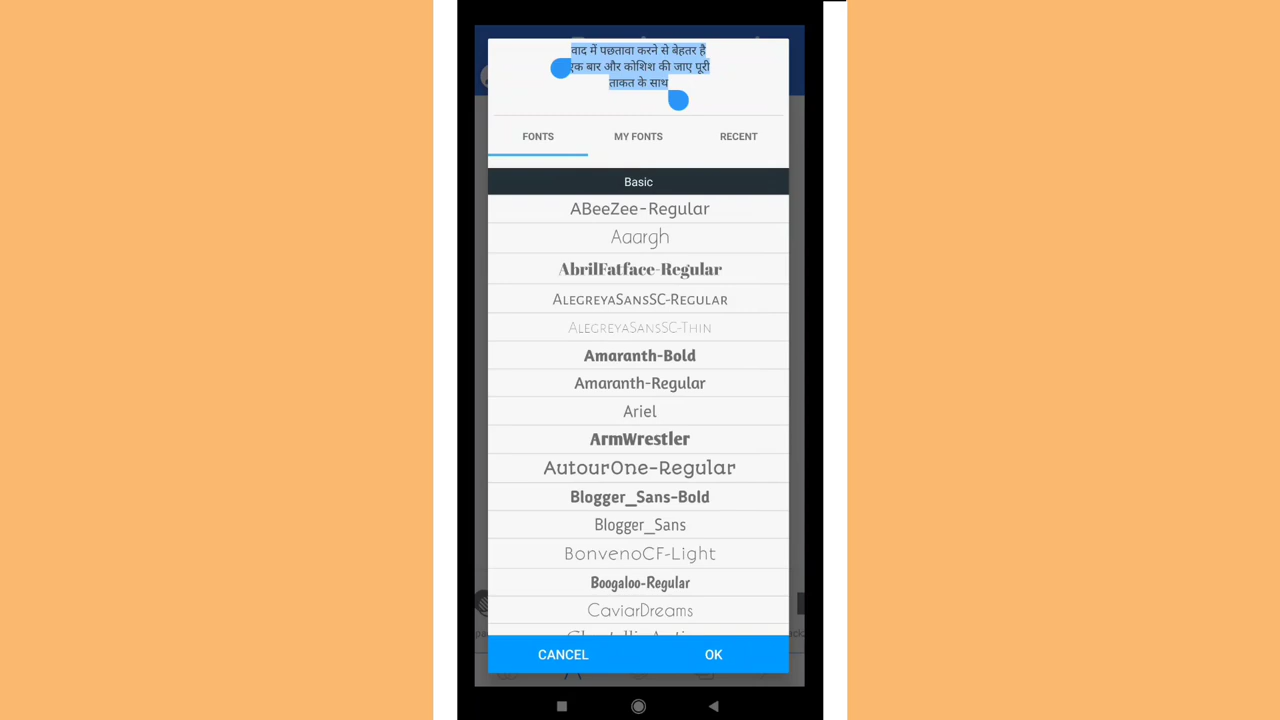 वाद में पछतावा करने से बेहतर हैं
एक बार और कोशिश की जाए पूरी
ताकत के साथ
FONTS MY FONTS RECENT
Basic
ABeeZee-Regular
Aaargh
AbrilFatface-Regular
AlegreyaSansSC-Regular
AlegreyaSansSC-Thin
Amaranth-Bold
Amaranth-Regular
Ariel
ArmWrestler
AutourOne-Regular
Blogger_Sans-Bold
Blogger_Sans
BonvenoCF-Light
Boogaloo-Regular
CaviarDreams
CANCEL OK